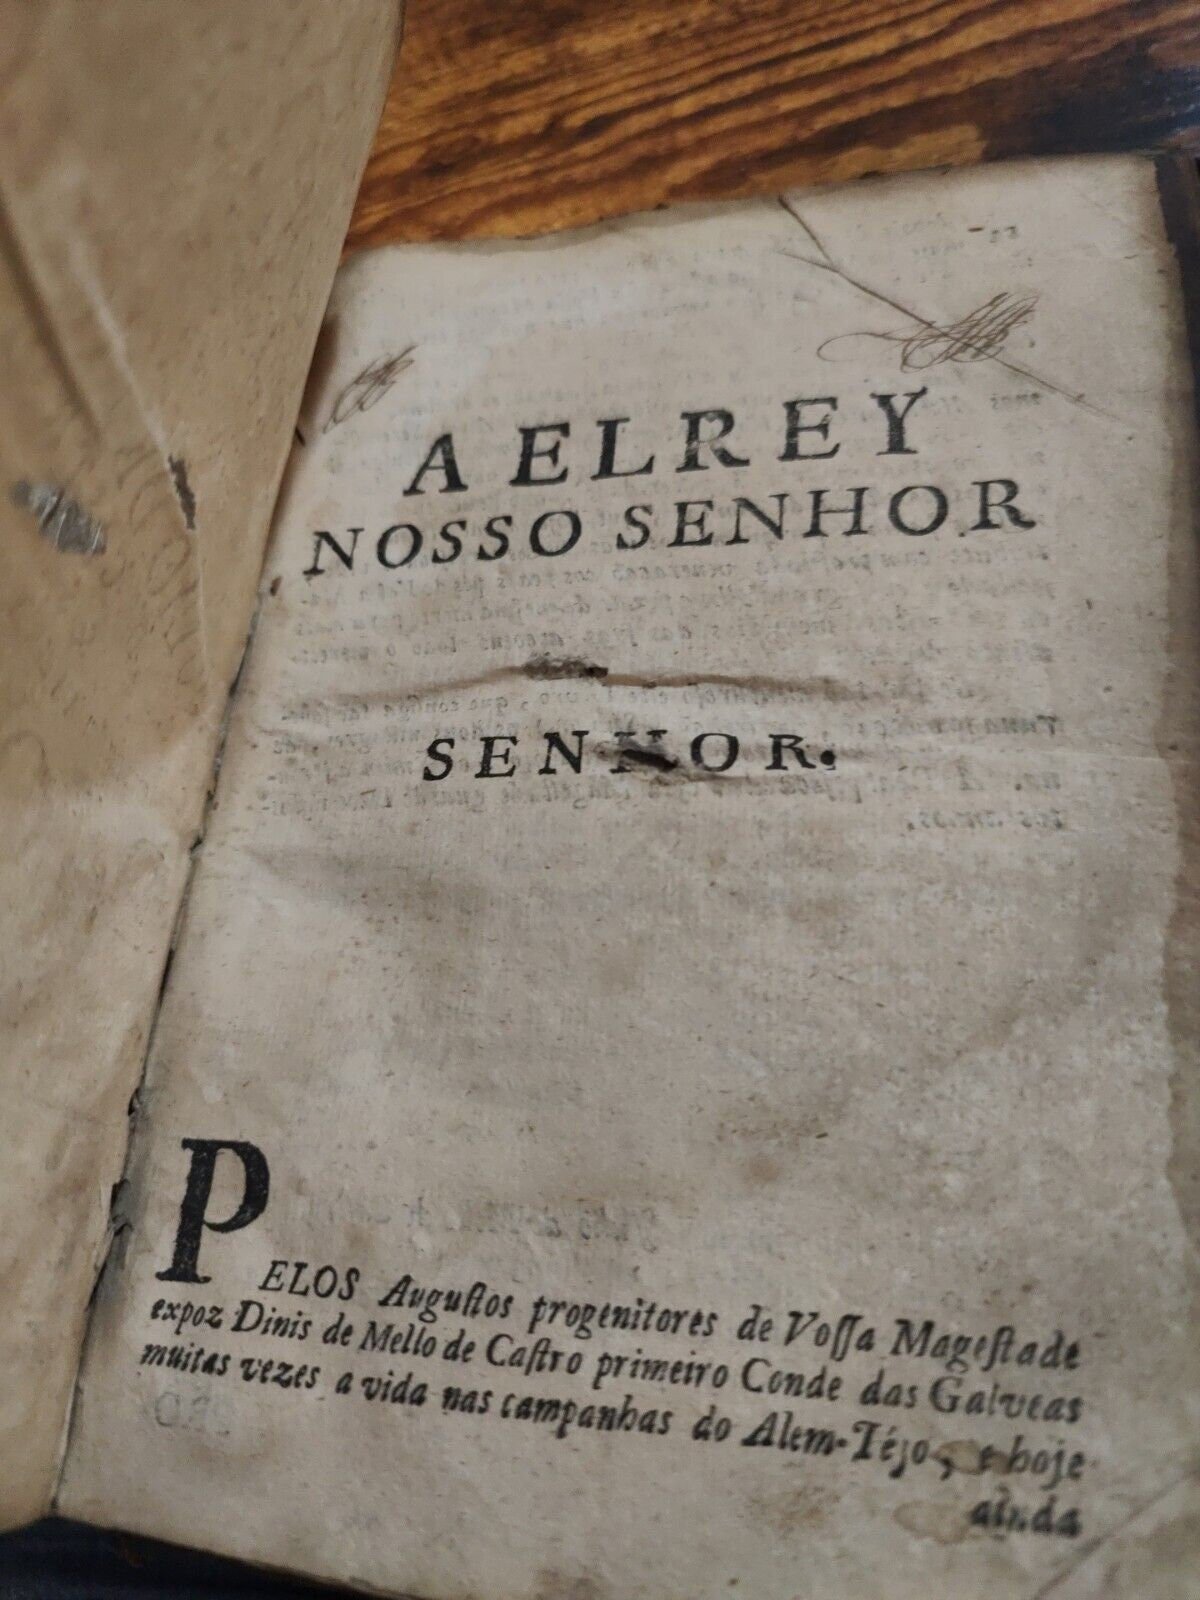 A ELREY
NOSSO SENHOR
SENHOR.
PELOS Auguſtos progenitores de Voſſa Mageſtade
expoz Dinis de Mello de Caſtro primeiro Conde das Galveas
muitas vezes a vida nas campanhas do Alem-Téjo, e hoje
ainda